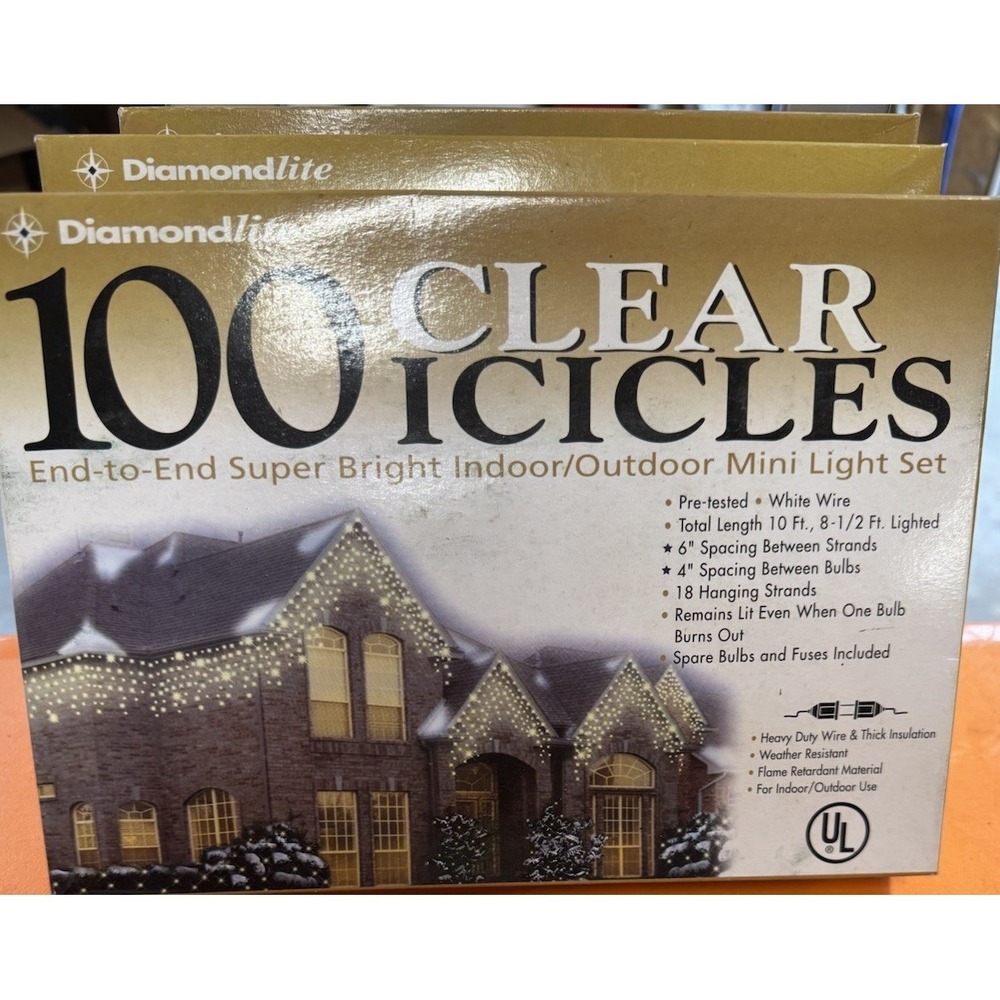 Diamondlite
Diamondlite
100 CLEAR
ICICLES
End-to-End Super Bright Indoor/Outdoor Mini Light Set
• Pre-tested • White Wire
• Total Length 10 Ft., 8-1/2 Ft. Lighted
★ 6" Spacing Between Strands
★ 4" Spacing Between Bulbs
• 18 Hanging Strands
• Remains Lit Even When One Bulb
Burns Out
• Spare Bulbs and Fuses Included
• Heavy Duty Wire & Thick Insulation
• Weather Resistant
• Flame Retardant Material
• For Indoor/Outdoor Use
UL
®